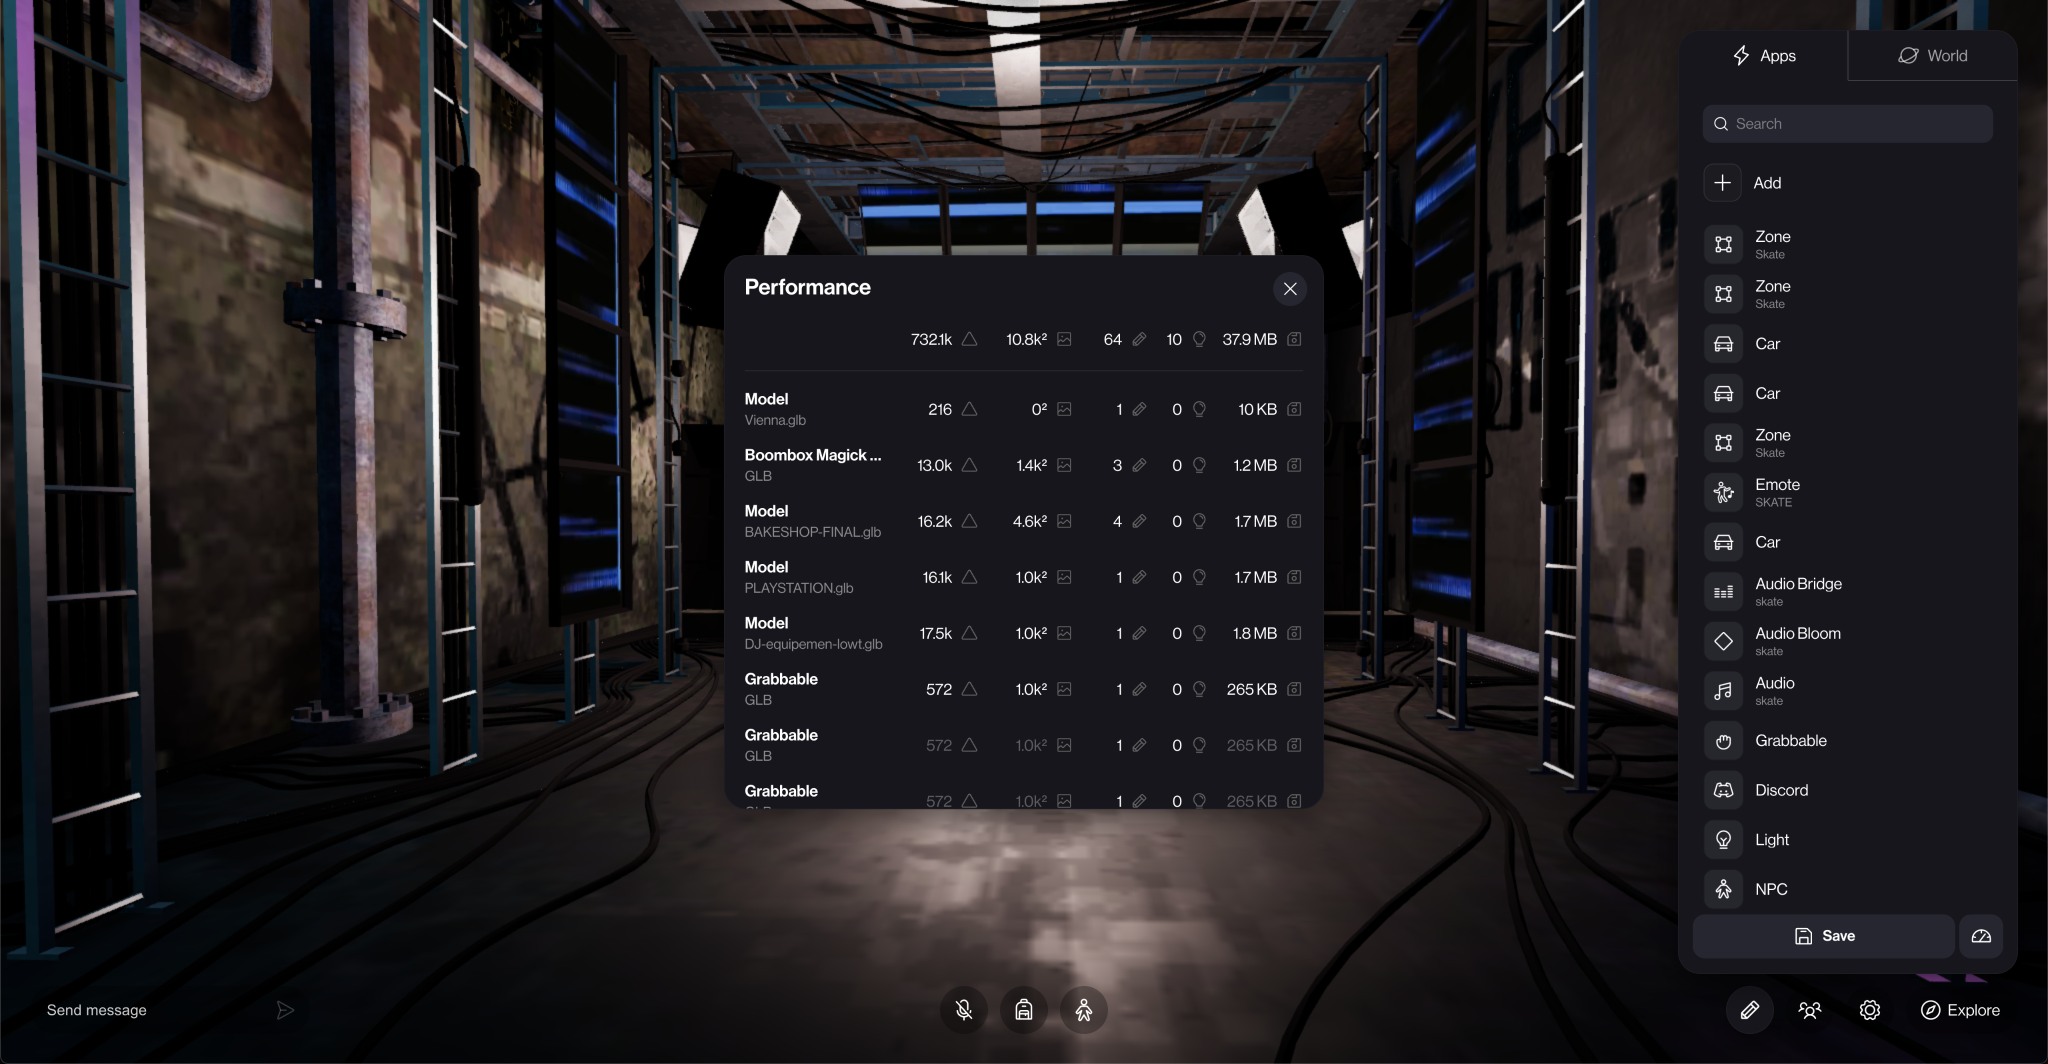 Apps
World
Search
Add
Zone
Skate
Zone
Skate
Car
Car
Zone
Skate
Emote
SKATE
Car
Audio Bridge
skate
Audio Bloom
skate
Audio
skate
Grabbable
Discord
Light
NPC
Save
Performance
732.1k 10.8k² 64 10 37.9 MB
Model
Vienna.glb
216 0² 1 0 10 KB
Boombox Magick ...
GLB
13.0k 1.4k² 3 0 1.2 MB
Model
BAKESHOP-FINAL.glb
16.2k 4.6k² 4 0 1.7 MB
Model
PLAYSTATION.glb
16.1k 1.0k² 1 0 1.7 MB
Model
DJ-equipemen-lowt.glb
17.5k 1.0k² 1 0 1.8 MB
Grabbable
GLB
572 1.0k² 1 0 265 KB
Grabbable
GLB
572 1.0k² 1 0 265 KB
Grabbable
572 1.0k² 1 0 265 KB
Send message
Explore